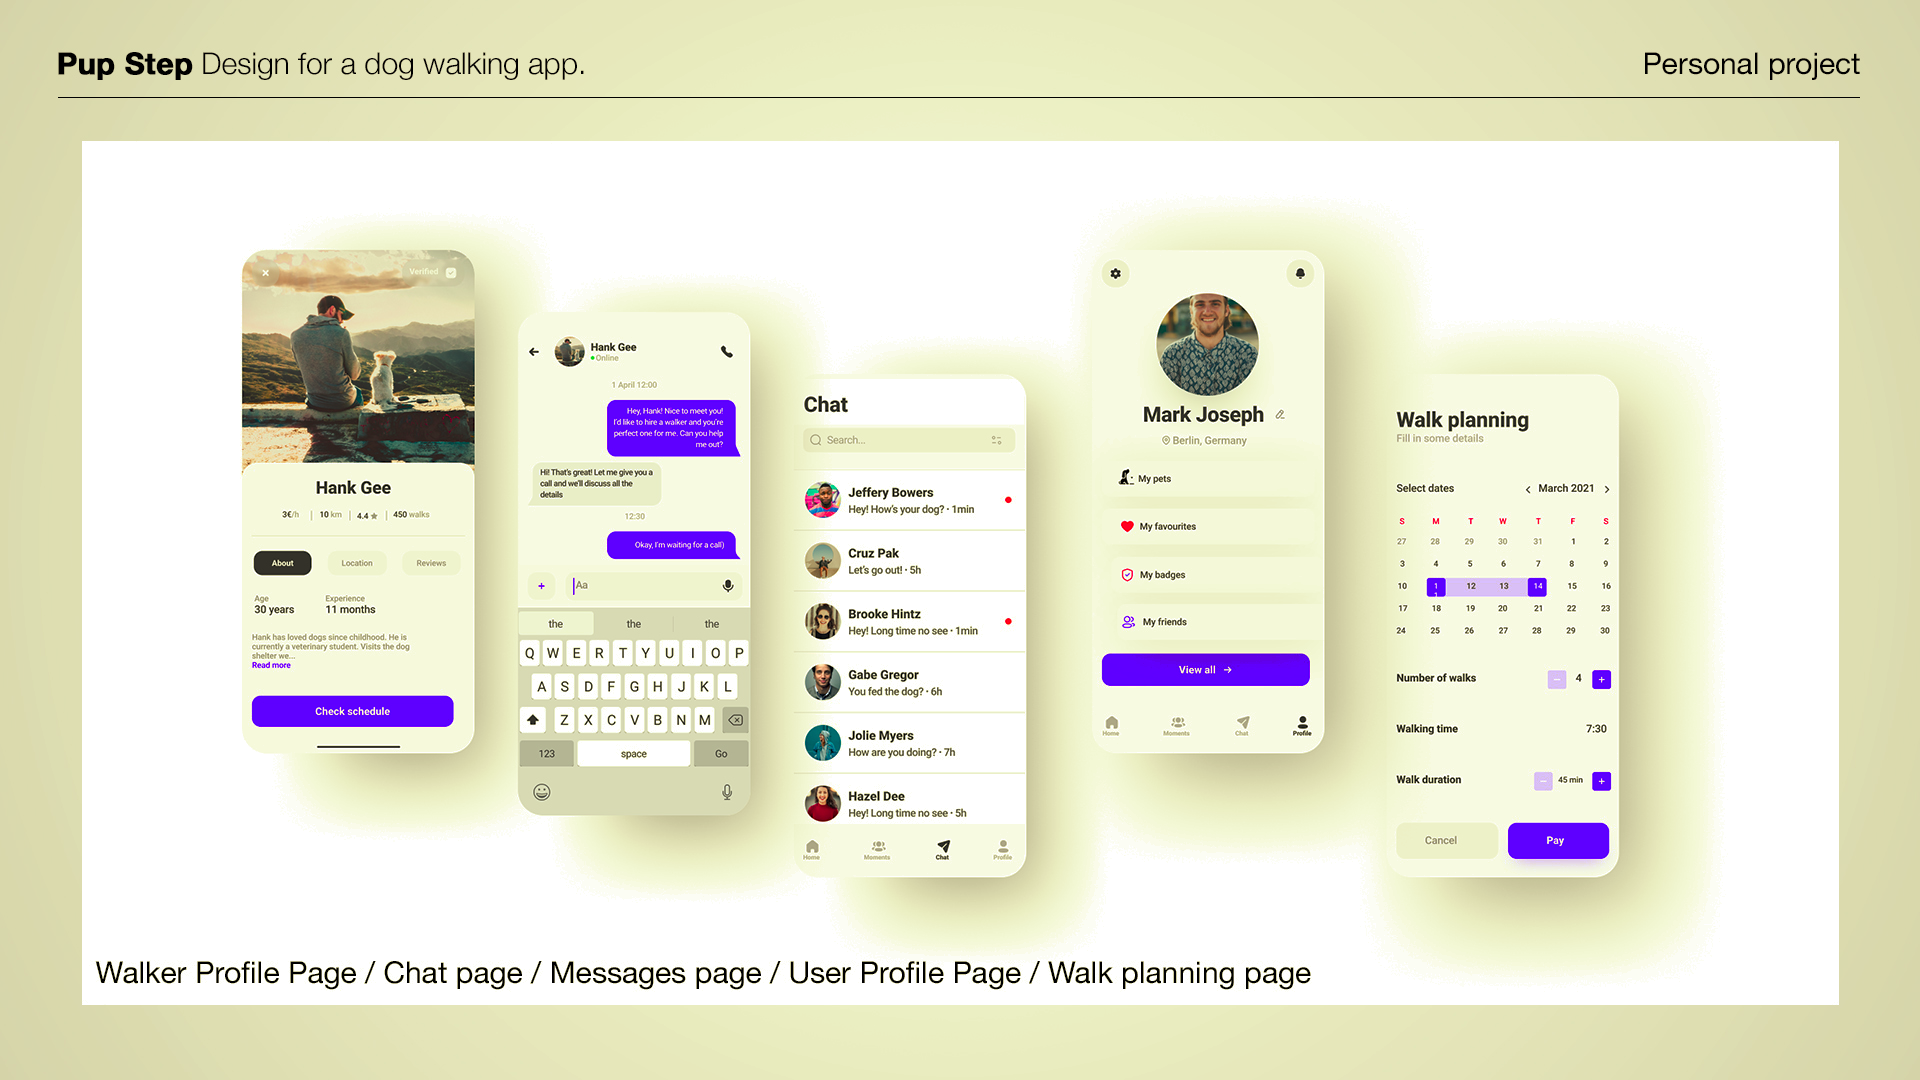 Pup Step Design for a dog walking app.
Personal project
Verified
Hank Gee
3€/h | 10 km | 4.4 | 450 walks
About Location Reviews
Age Experience
30 years 11 months
Hank has loved dogs since childhood. He is
currently a veterinary student. Visits the dog
shelter we...
Read more
Check schedule
Hank Gee
Online
1 April 12:00
Hey, Hank! Nice to meet you!
I'd like to hire a walker and you're
perfect one for me. Can you help
me out?
Hi! That's great! Let me give you a
call and we'll discuss all the
details
12:30
Okay, I'm waiting for a call)
+ Aa
the the the
Q W E R T Y U I O P
A S D F G H J K L
Z X C V B N M
123 space Go
Chat
Search...
Jeffery Bowers
Hey! How's your dog? · 1min
Cruz Pak
Let's go out! · 5h
Brooke Hintz
Hey! Long time no see · 1min
Gabe Gregor
You fed the dog? · 6h
Jolie Myers
How are you doing? · 7h
Hazel Dee
Hey! Long time no see · 5h
Home Moments Chat Profile
Mark Joseph
Berlin, Germany
My pets
My favourites
My badges
My friends
View all →
Home Moments Chat Profile
Walk planning
Fill in some details
Select dates < March 2021 >
S M T W T F S
27 28 29 30 31 1 2
3 4 5 6 7 8 9
10 11 12 13 14 15 16
17 18 19 20 21 22 23
24 25 26 27 28 29 30
Number of walks − 4 +
Walking time 7:30
Walk duration − 45 min +
Cancel Pay
Walker Profile Page / Chat page / Messages page / User Profile Page / Walk planning page